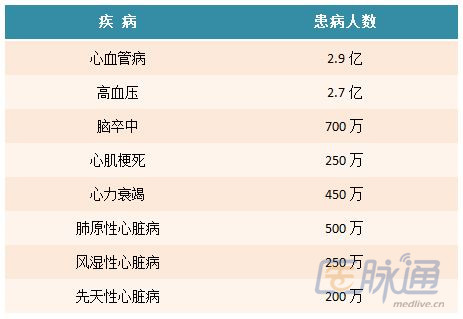 疾 病 患病人数
心血管病 2.9 亿
高血压 2.7 亿
脑卒中 700 万
心肌梗死 250 万
心力衰竭 450 万
肺原性心脏病 500 万
风湿性心脏病 250 万
先天性心脏病 200 万
医脉通
medlive.cn